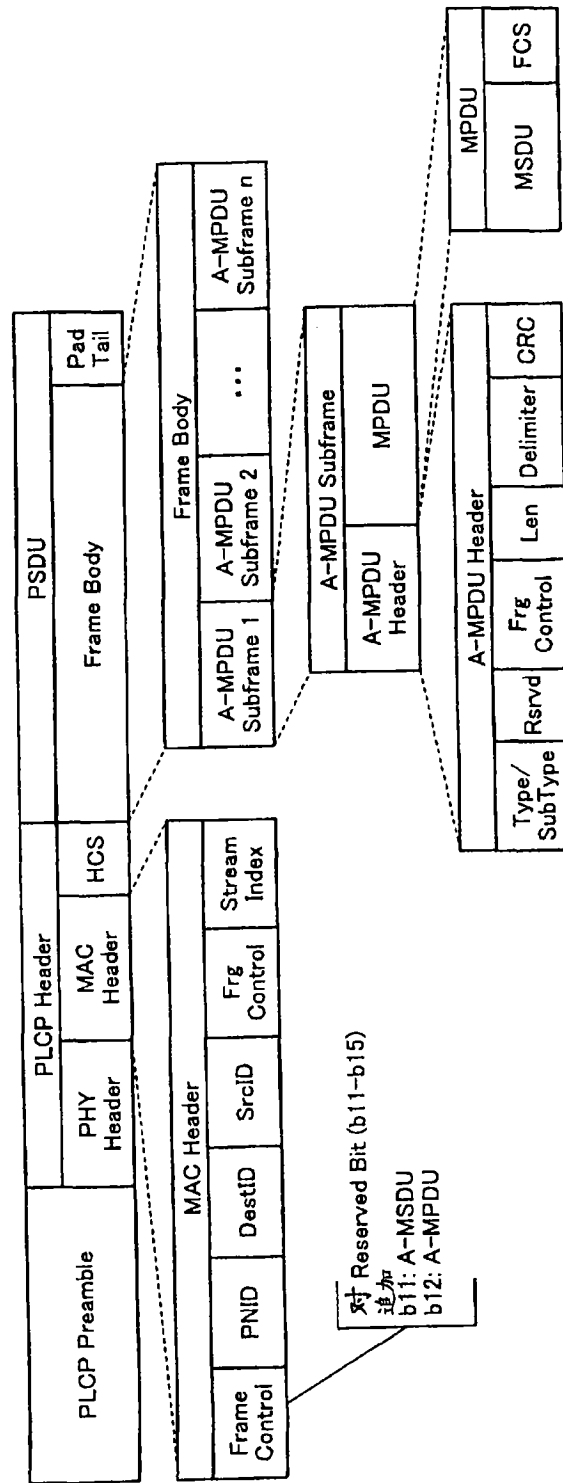 PLCP Preamble
PLCP Header
PHY
Header
MAC
Header
HCS
PSDU
Frame Body
Pad
Tail
MAC Header
Frame
Control
PNID
DestID
SrcID
Frg
Control
Stream
Index
对 Reserved Bit (b11-b15)
追加
b11: A-MSDU
b12: A-MPDU
Frame Body
A-MPDU
Subframe 1
A-MPDU
Subframe 2
...
A-MPDU
Subframe n
A-MPDU Subframe
A-MPDU
Header
MPDU
A-MPDU Header
Type/
SubType
Rsrvd
Frg
Control
Len
Delimiter
CRC
MPDU
MSDU
FCS